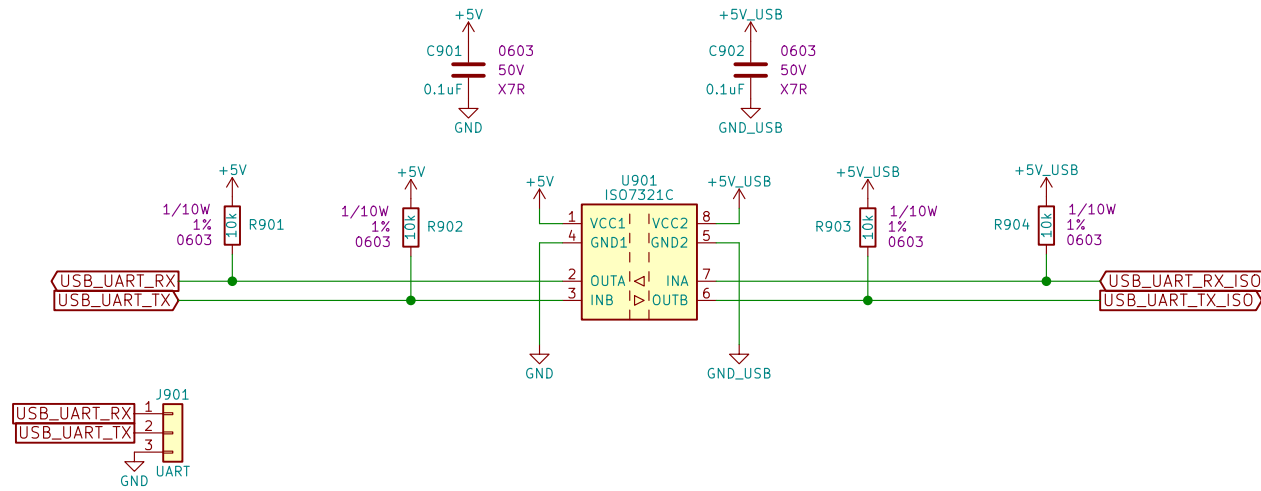 +5V
+5V_USB
C901
0603
50V
0.1uF
X7R
GND
C902
0603
50V
0.1uF
X7R
GND_USB
+5V
1/10W
1%
0603
10k
R901
+5V
1/10W
1%
0603
10k
R902
+5V
U901
ISO7321C
+5V_USB
1
VCC1
VCC2
8
4
GND1
GND2
5
2
OUTA
INA
7
3
INB
OUTB
6
GND
GND_USB
+5V_USB
R903
10k
1/10W
1%
0603
+5V_USB
R904
10k
1/10W
1%
0603
USB_UART_RX
USB_UART_TX
USB_UART_RX_ISO
USB_UART_TX_ISO
J901
USB_UART_RX
1
USB_UART_TX
2
3
GND
UART